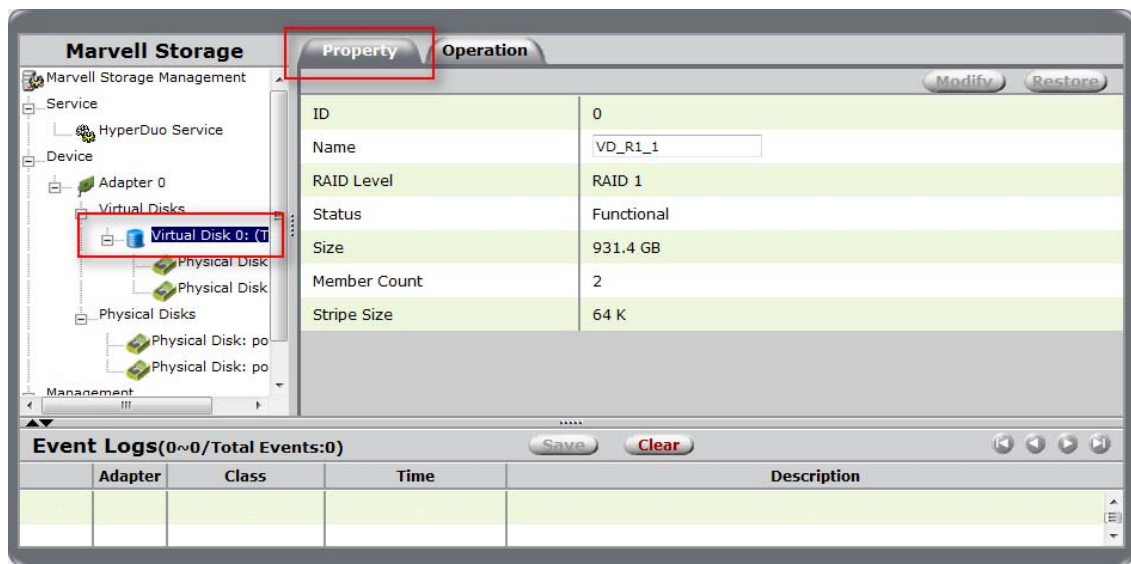 Marvell Storage
Property
Operation
Marvell Storage Management
Service
HyperDuo Service
Device
Adapter 0
Virtual Disks
Virtual Disk 0: (T
Physical Disk
Physical Disk
Physical Disks
Physical Disk: po
Physical Disk: po
Management
Modify
Restore
ID 0
Name VD_R1_1
RAID Level RAID 1
Status Functional
Size 931.4 GB
Member Count 2
Stripe Size 64 K
Event Logs(0~0/Total Events:0)
Save
Clear
Adapter Class Time Description